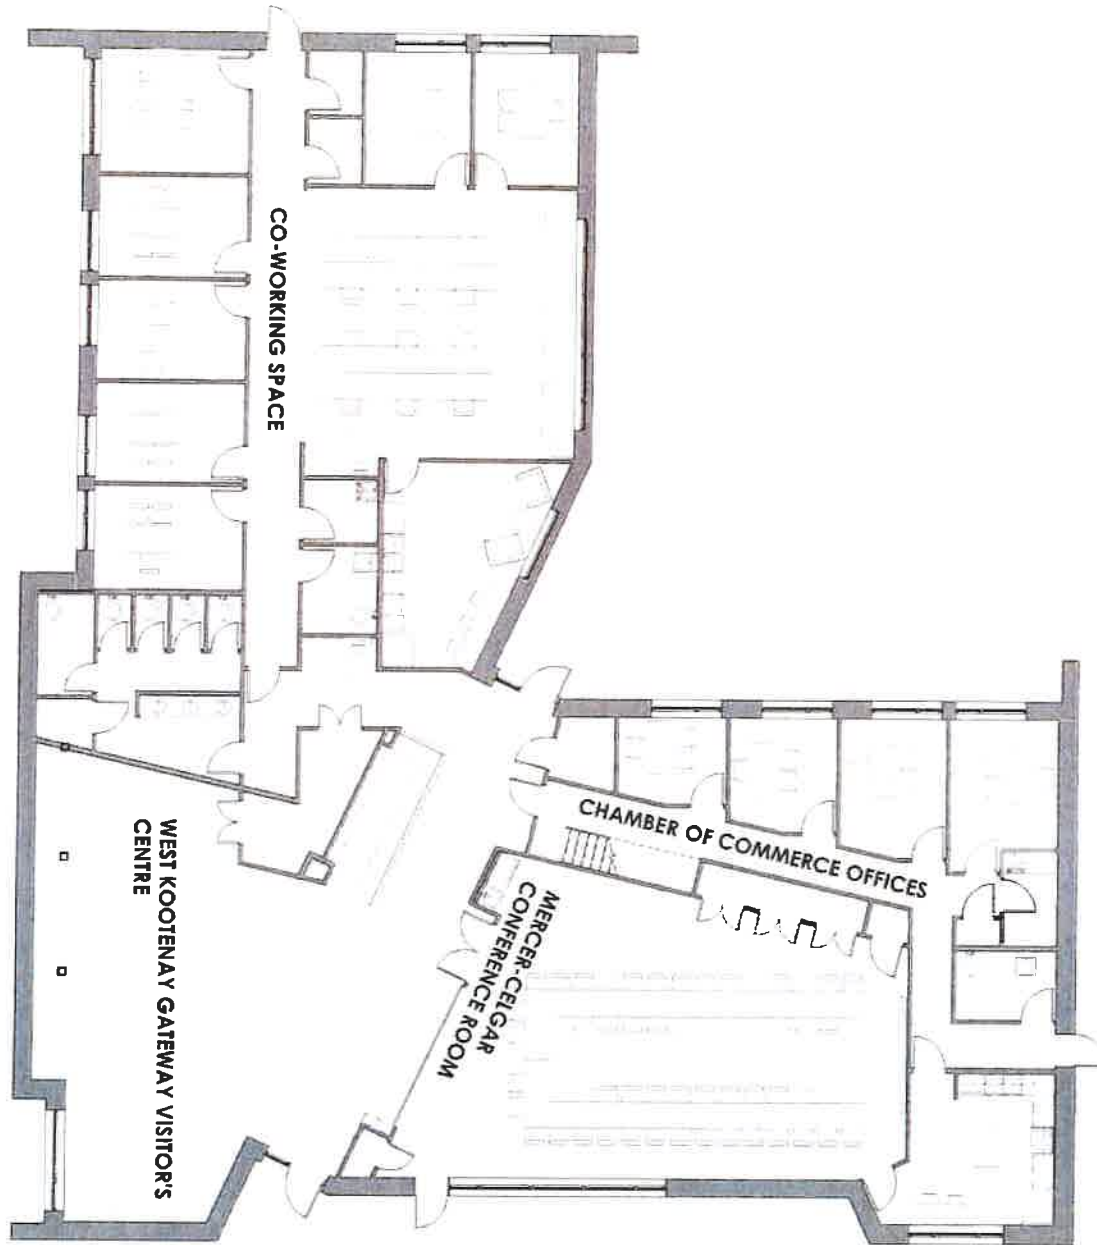 CO-WORKING SPACE
CHAMBER OF COMMERCE OFFICES
MERCER-CELGAR
CONFERENCE ROOM
WEST KOOTENAY GATEWAY VISITOR'S
CENTRE